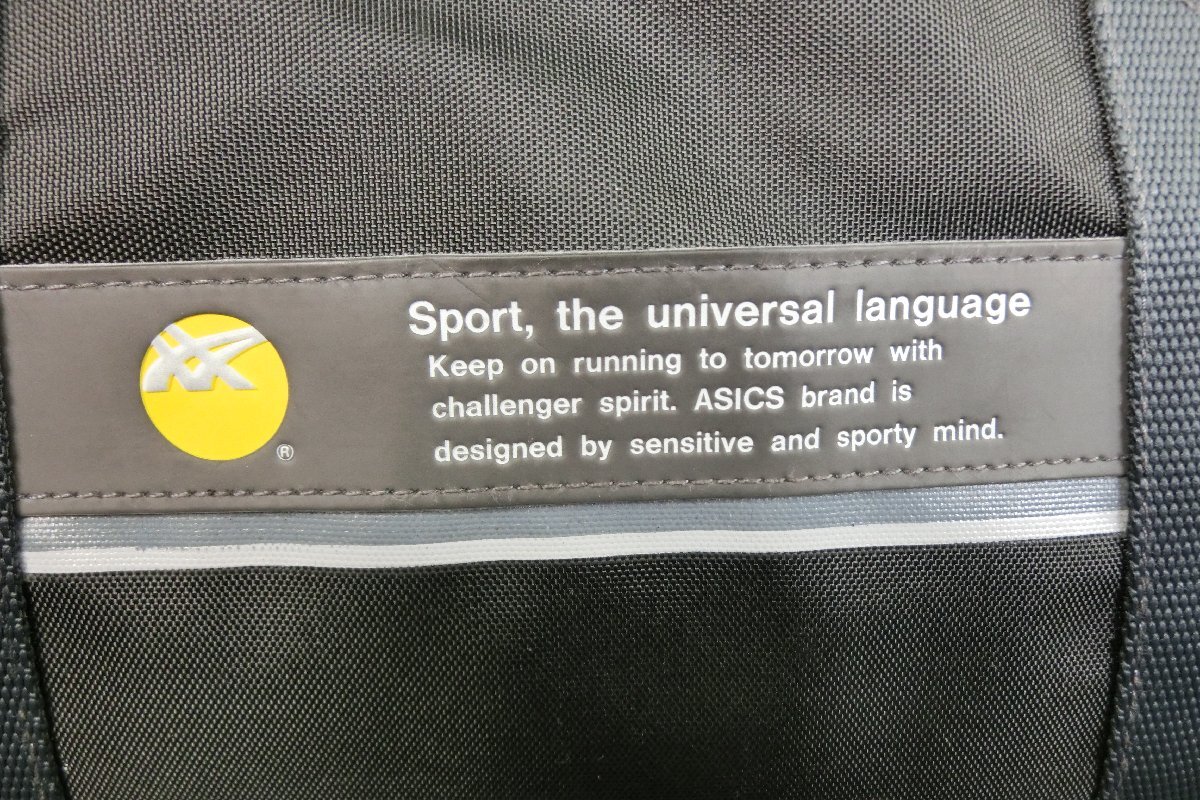 Sport, the universal language
Keep on running to tomorrow with
challenger spirit. ASICS brand is
designed by sensitive and sporty mind.
®